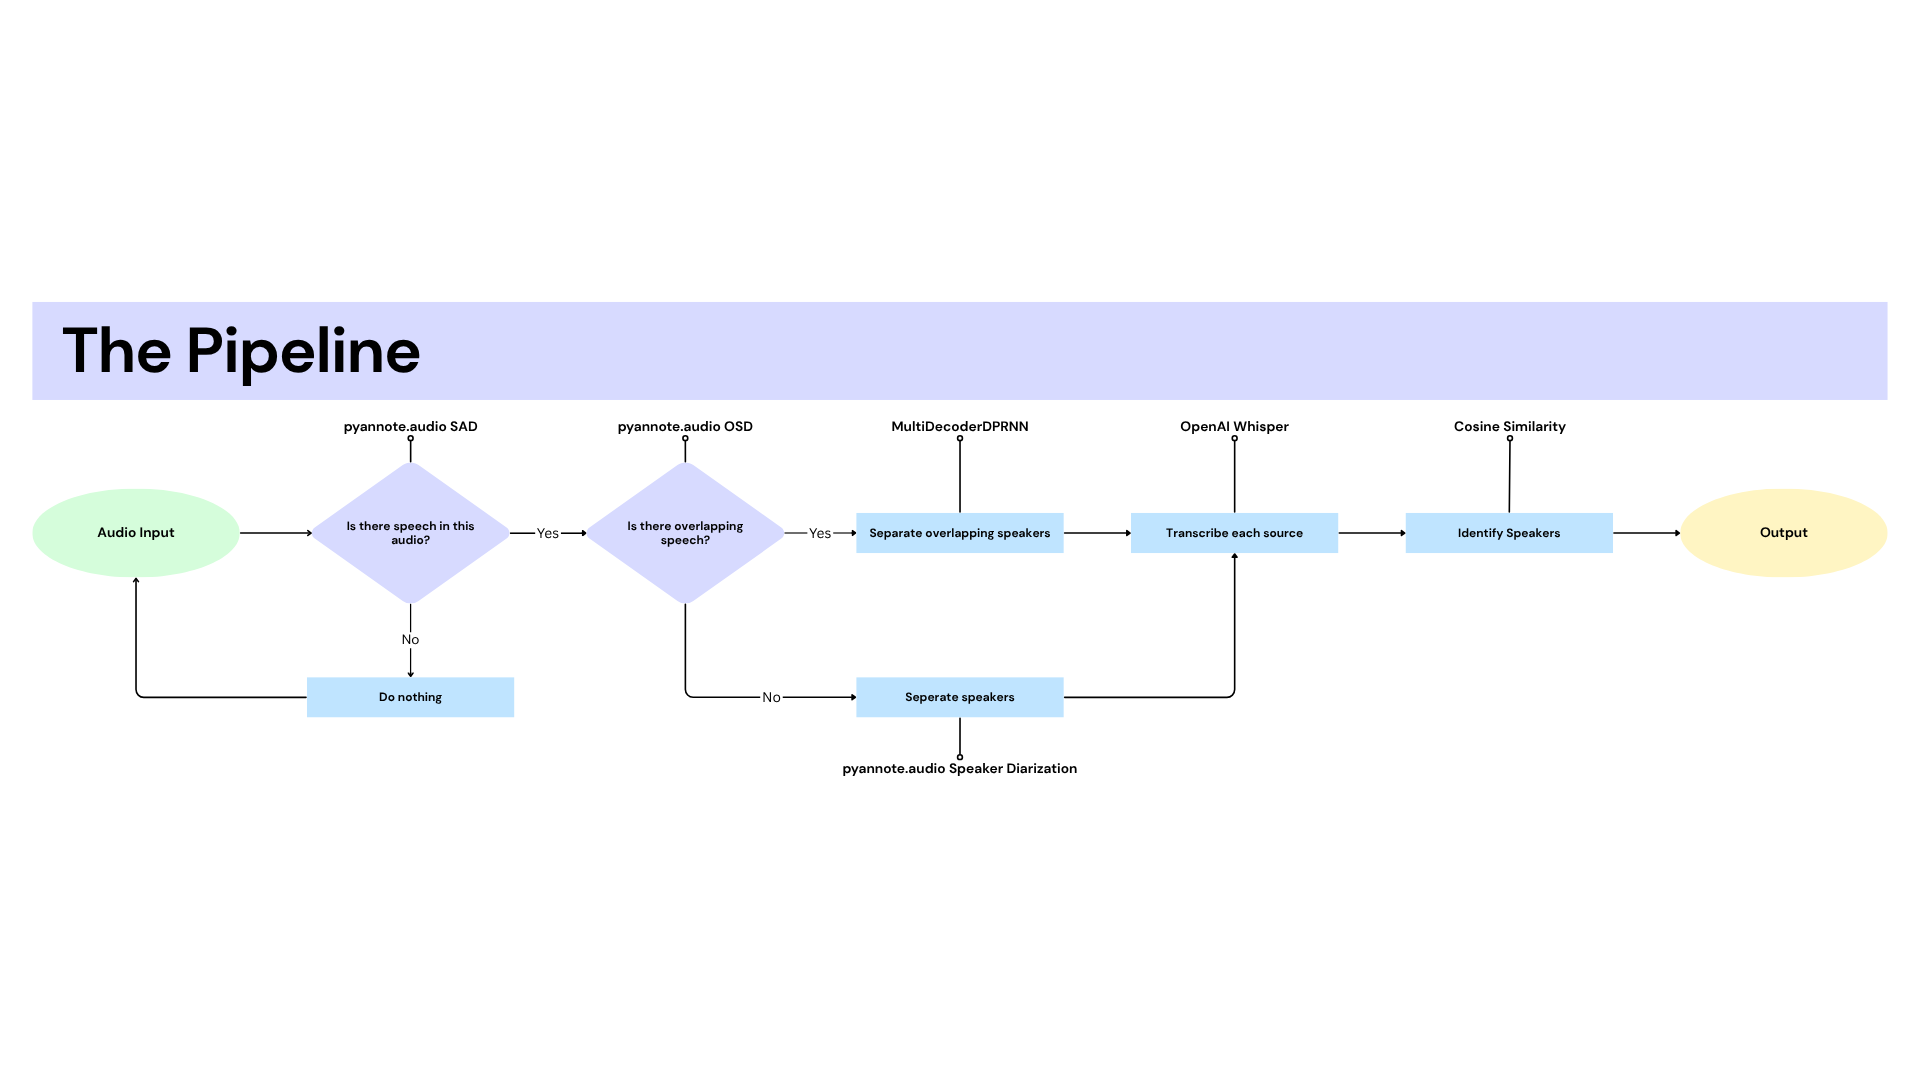 The Pipeline
pyannote.audio SAD
pyannote.audio OSD
MultiDecoderDPRNN
OpenAI Whisper
Cosine Similarity
Audio Input
Is there speech in this
audio?
Yes
Is there overlapping
speech?
Yes
Separate overlapping speakers
Transcribe each source
Identify Speakers
Output
No
Do nothing
No
Seperate speakers
pyannote.audio Speaker Diarization